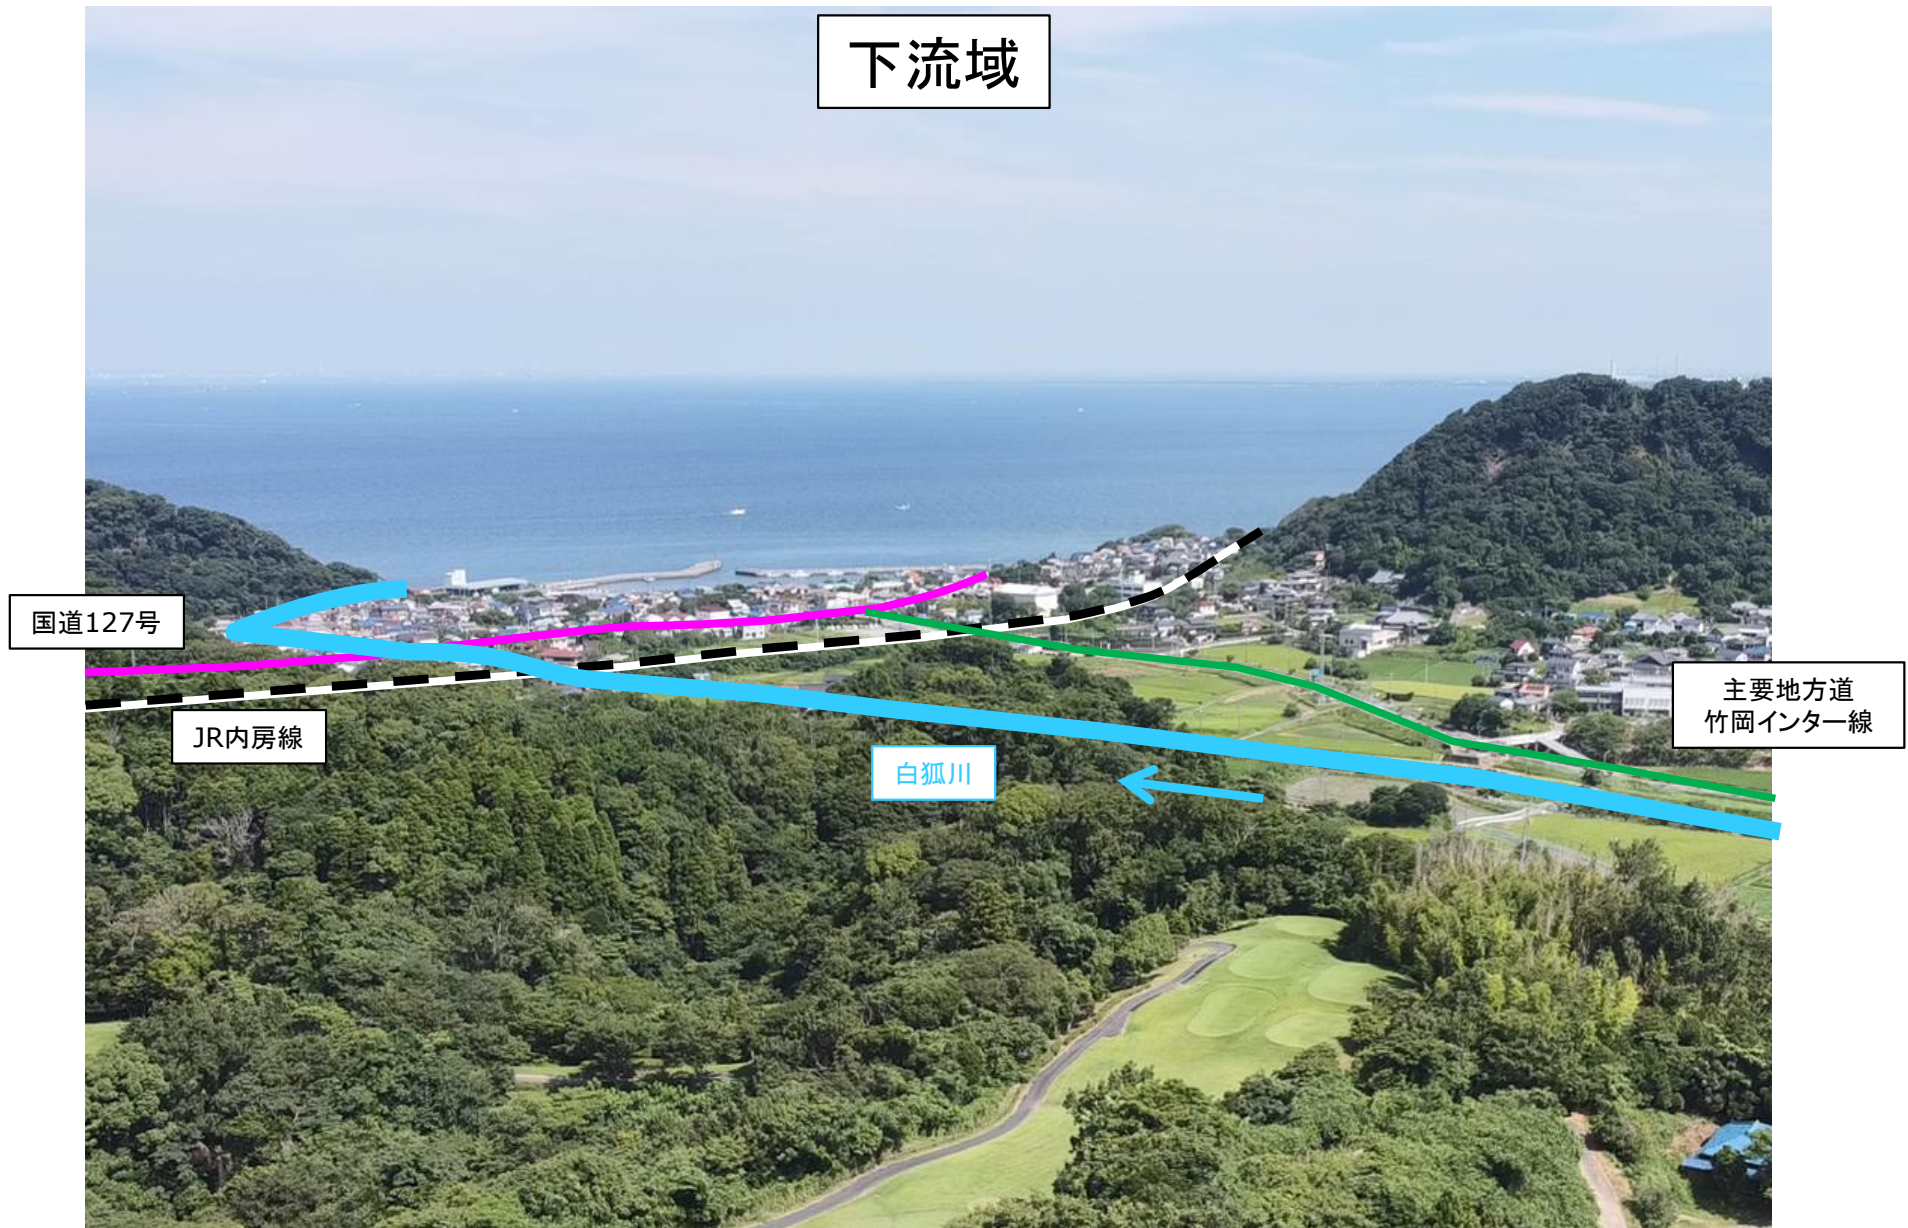 下流域
国道127号
JR内房線
白狐川
主要地方道
竹岡インター線